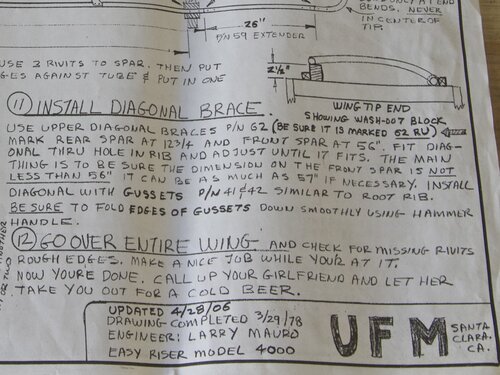 ONLY AT END
BENDS. NEVER
IN CENTER OF
TIP.
26"
P/N 59 EXTENDER
USE 3 RIVITS TO SPAR. THEN PUT
GES AGAINST TUBE & PUT IN ONE
2 1/2"
WING TIP END
SHOWING WASH-OUT BLOCK
(11) INSTALL DIAGONAL BRACE.
USE UPPER DIAGONAL BRACES P/N 62 (BE SURE IT IS MARKED 62 RU)
MARK REAR SPAR AT 12 3/4 AND FRONT SPAR AT 56". FIT DIAG-
ONAL THRU HOLE IN RIB AND ADJUST UNTIL IT FITS. THE MAIN
THING IS TO BE SURE THE DIMENSION ON THE FRONT SPAR IS NOT
LESS THAN 56" IT CAN BE AS MUCH AS 57" IF NECESSARY. INSTALL
DIAGONAL WITH GUSSETS P/N 41 & 42 SIMILAR TO ROOT RIB.
BE SURE TO FOLD EDGES OF GUSSETS DOWN SMOOTHLY USING HAMMER
HANDLE.
(12) GO OVER ENTIRE WING AND CHECK FOR MISSING RIVITS
ROUGH EDGES. MAKE A NICE JOB WHILE YOUR AT IT.
NOW YOURE DONE. CALL UP YOUR GIRLFRIEND AND LET HER
TAKE YOU OUT FOR A COLD BEER.
UPDATED 4/28/06
DRAWING COMPLETED 3/29/78
ENGINEER: LARRY MAURO
EASY RISER MODEL 4000
UFM
SANTA
CLARA.
CA.